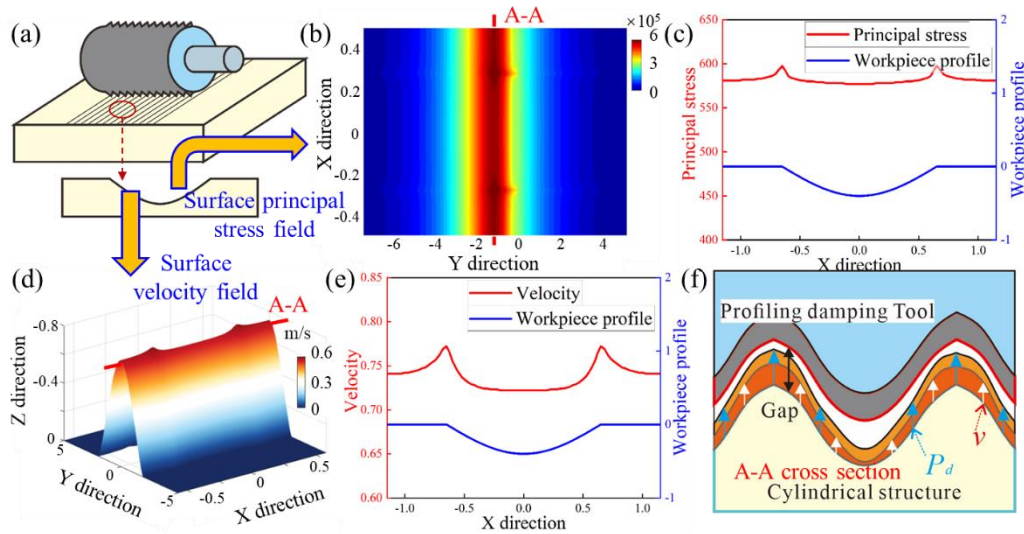 (a)
Surface principal
stress field
Surface
velocity field
(b)
A-A
×10⁵
6
5
3
2
0
0.4
0.2
0
-0.2
-0.4
X direction
-6
-4
-2
0
2
4
Y direction
(c)
Principal stress
Workpiece profile
650
600
550
500
450
400
Principal stress
2
1
0
-1
Workpiece profile
-1.0
-0.5
0.0
0.5
1.0
X direction
(d)
A-A
m/s
0.6
0.3
0
-0.8
-0.4
0
Z direction
5
0
-5
Y direction
-0.5
0
0.5
X direction
(e)
Velocity
Workpiece profile
0.85
0.80
0.75
0.70
0.65
0.60
Velocity
2
1
0
-1
Workpiece profile
-1.0
-0.5
0.0
0.5
1.0
X direction
(f)
Profiling damping Tool
Gap
v
P_d
A-A cross section
Cylindrical structure